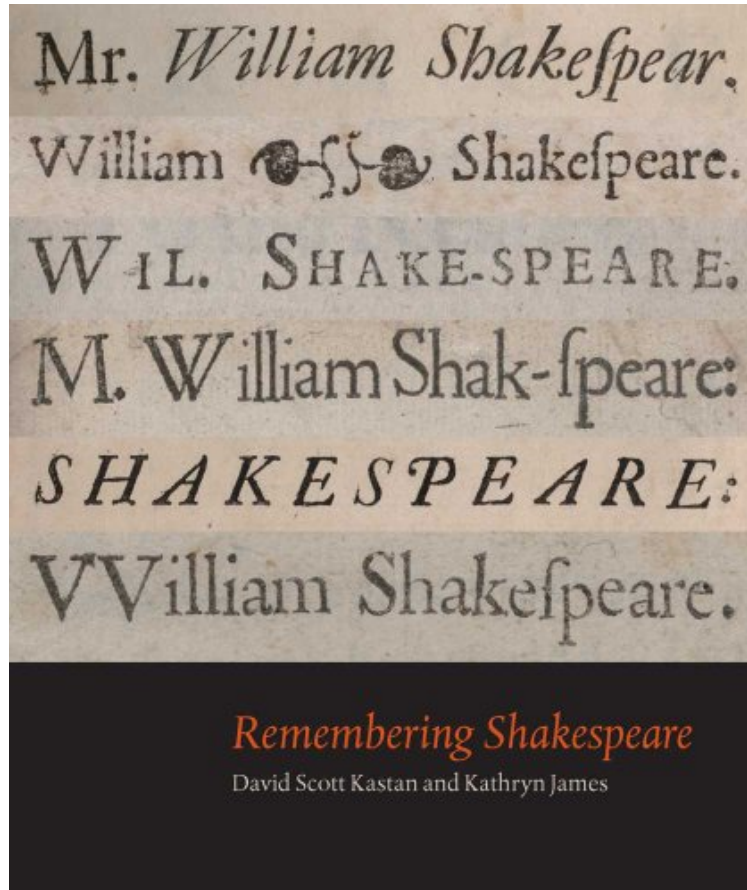 Mr. William Shakeſpear.
William Shakeſpeare.
WIL. SHAKE-SPEARE.
M. William Shak-ſpeare:
SHAKESPEARE:
VVilliam Shakeſpeare.
Remembering Shakespeare
David Scott Kastan and Kathryn James